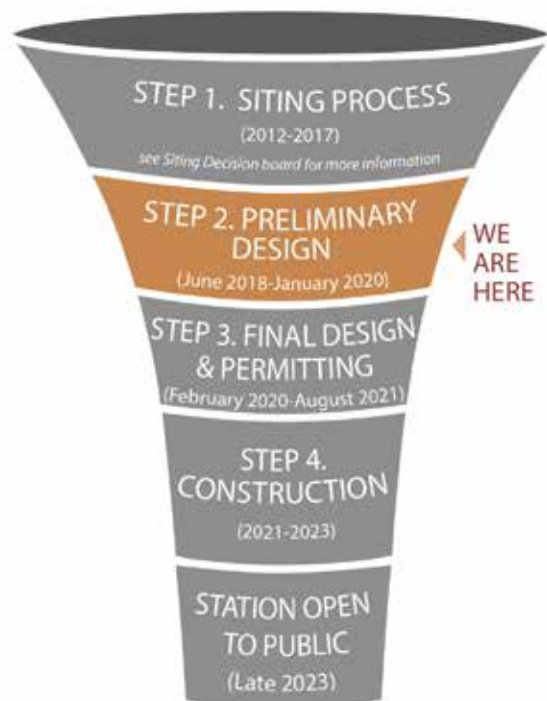 STEP 1. SITING PROCESS
(2012-2017)
see Siting Decision board for more information
STEP 2. PRELIMINARY
DESIGN
(June 2018-January 2020)
WE
ARE
HERE
STEP 3. FINAL DESIGN
& PERMITTING
(February 2020-August 2021)
STEP 4.
CONSTRUCTION
(2021-2023)
STATION OPEN
TO PUBLIC
(Late 2023)